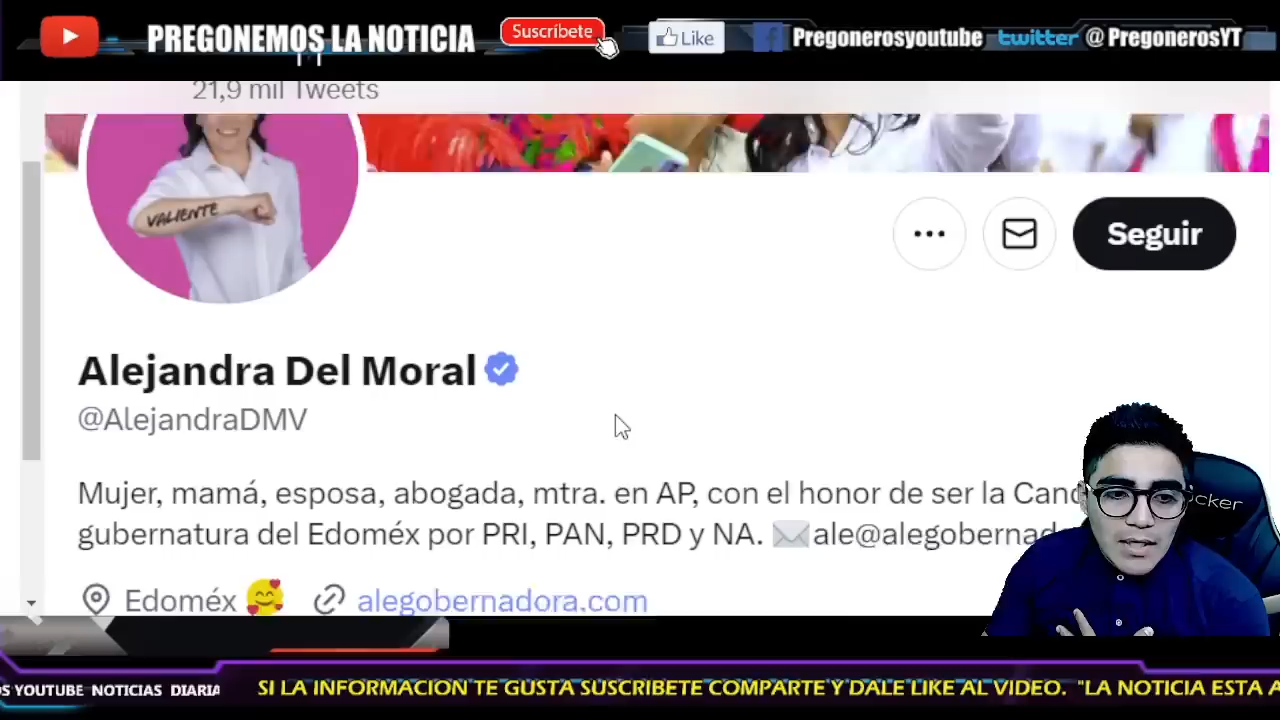 PREGONEMOS LA NOTICIA
Suscríbete
Like
Pregonerosyoutube
twitter @PregonerosYT
21,9 mil Tweets
VALIENTE
Seguir
Alejandra Del Moral
@AlejandraDMV
Mujer, mamá, esposa, abogada, mtra. en AP, con el honor de ser la
gubernatura del Edoméx por PRI, PAN, PRD y NA. ale@alegobernad
Edoméx alegobernadora.com
S YOUTUBE NOTICIAS DIARIA
SI LA INFORMACION TE GUSTA SUSCRIBETE COMPARTE Y DALE LIKE AL VIDEO. "LA NOTICIA ESTA A